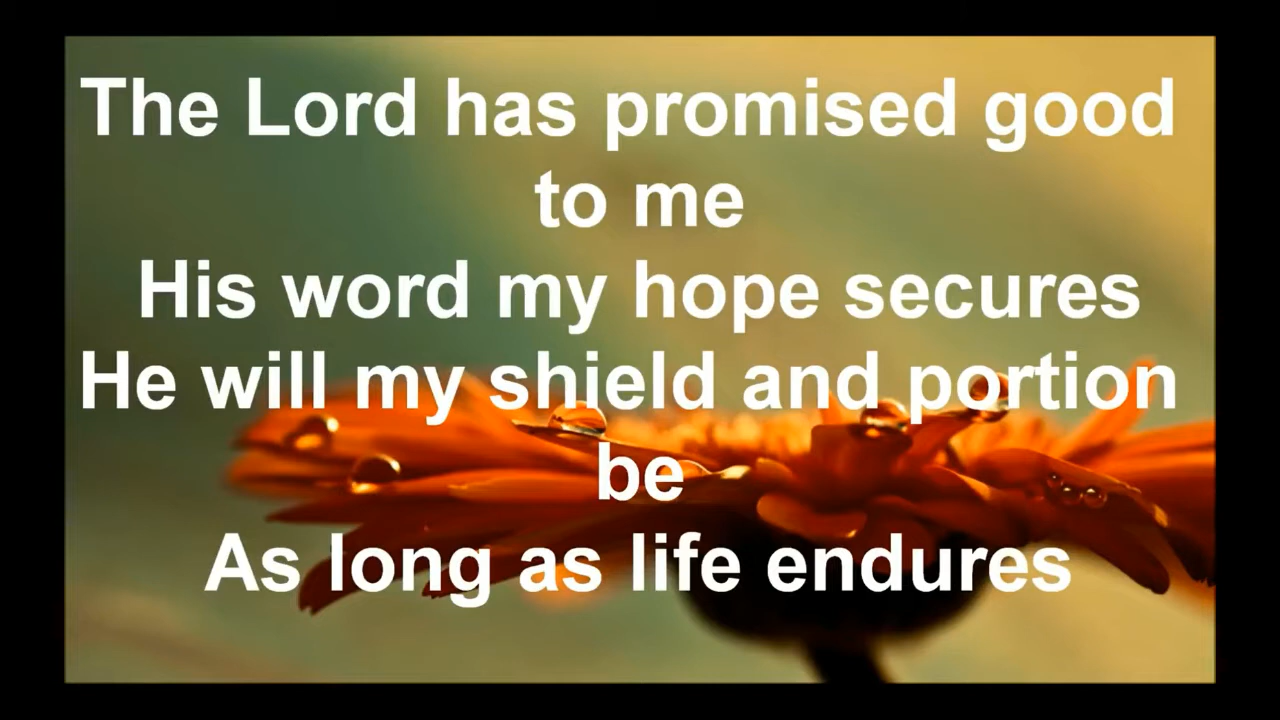 The Lord has promised good
to me
His word my hope secures
He will my shield and portion
be
As long as life endures